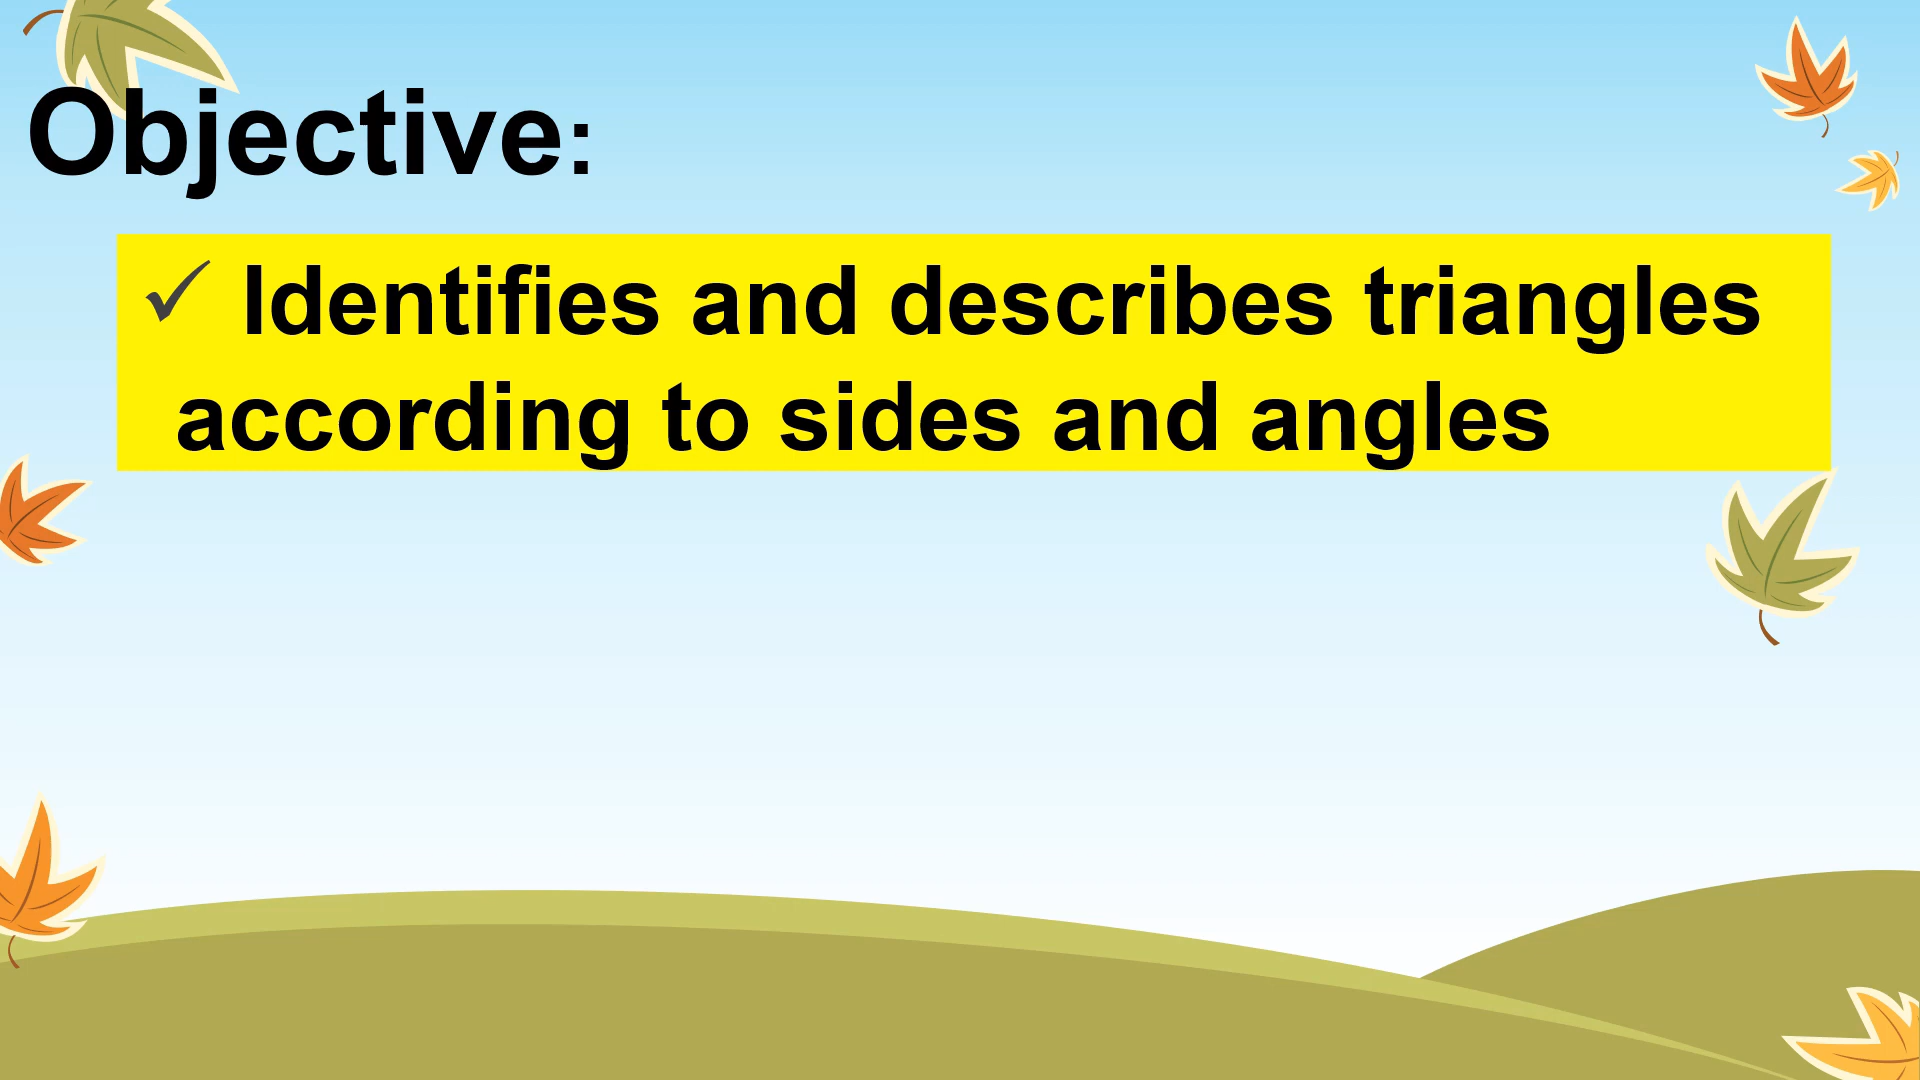 Objective:
✓ Identifies and describes triangles
according to sides and angles